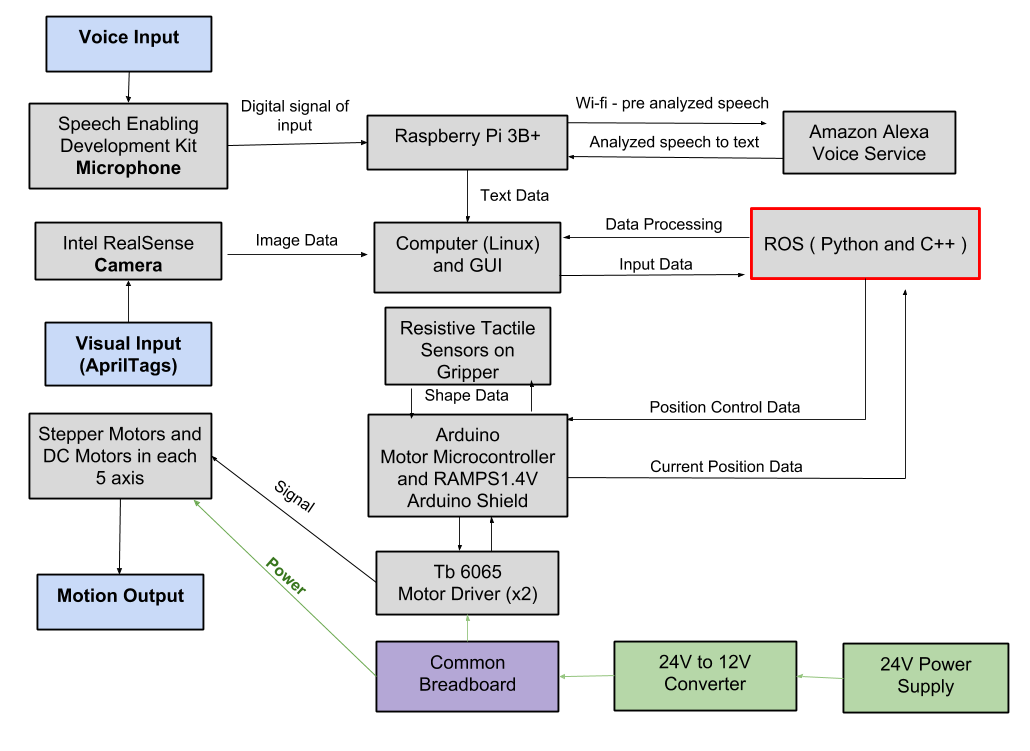 Voice Input
Speech Enabling
Development Kit
Microphone
Digital signal of
input
Raspberry Pi 3B+
Wi-fi - pre analyzed speech
Analyzed speech to text
Amazon Alexa
Voice Service
Text Data
Intel RealSense
Camera
Image Data
Computer (Linux)
and GUI
Data Processing
Input Data
ROS ( Python and C++ )
Visual Input
(AprilTags)
Resistive Tactile
Sensors on
Gripper
Shape Data
Stepper Motors and
DC Motors in each
5 axis
Arduino
Motor Microcontroller
and RAMPS1.4V
Arduino Shield
Position Control Data
Current Position Data
Signal
Power
Motion Output
Tb 6065
Motor Driver (x2)
Common
Breadboard
24V to 12V
Converter
24V Power
Supply